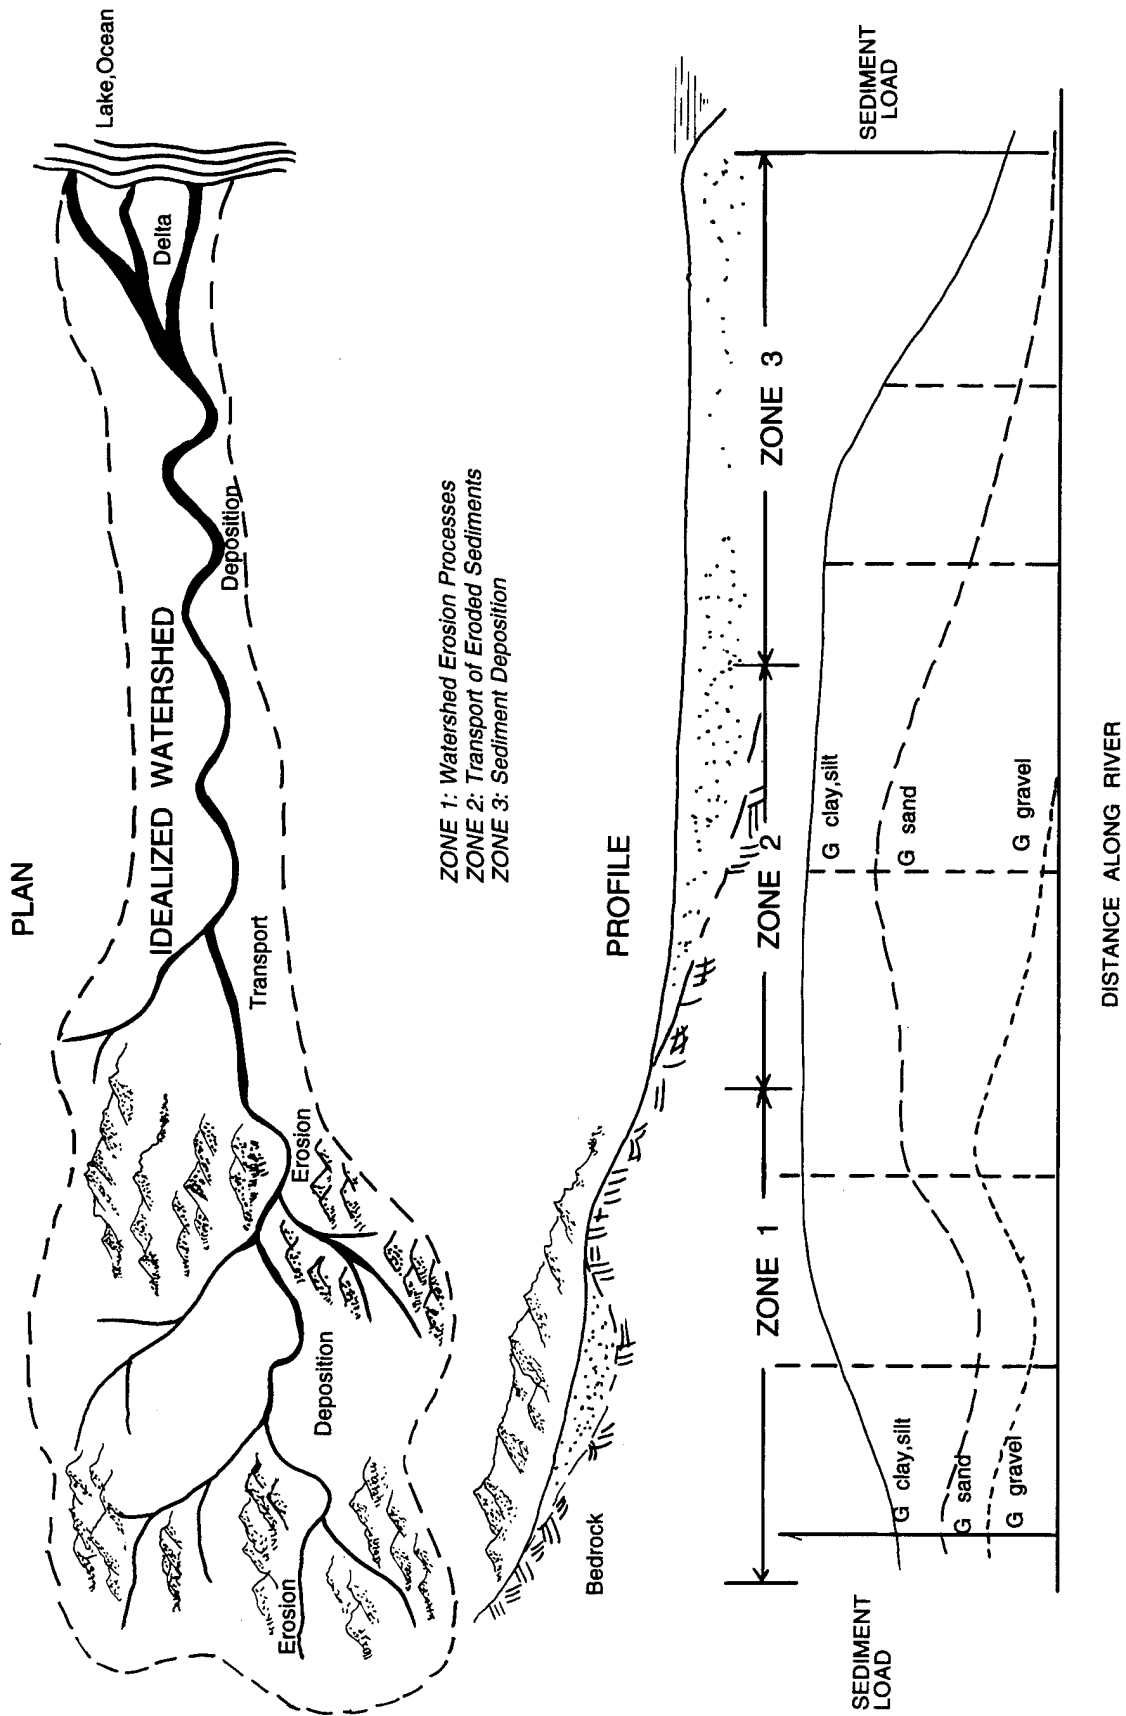 PLAN
Lake,Ocean
Delta
IDEALIZED WATERSHED
Deposition
Transport
Erosion
Deposition
Erosion
ZONE 1: Watershed Erosion Processes
ZONE 2: Transport of Eroded Sediments
ZONE 3: Sediment Deposition
PROFILE
Bedrock
ZONE 1
ZONE 2
ZONE 3
SEDIMENT
LOAD
SEDIMENT
LOAD
G clay,silt
G sand
G gravel
G clay,silt
G sand
G gravel
DISTANCE ALONG RIVER